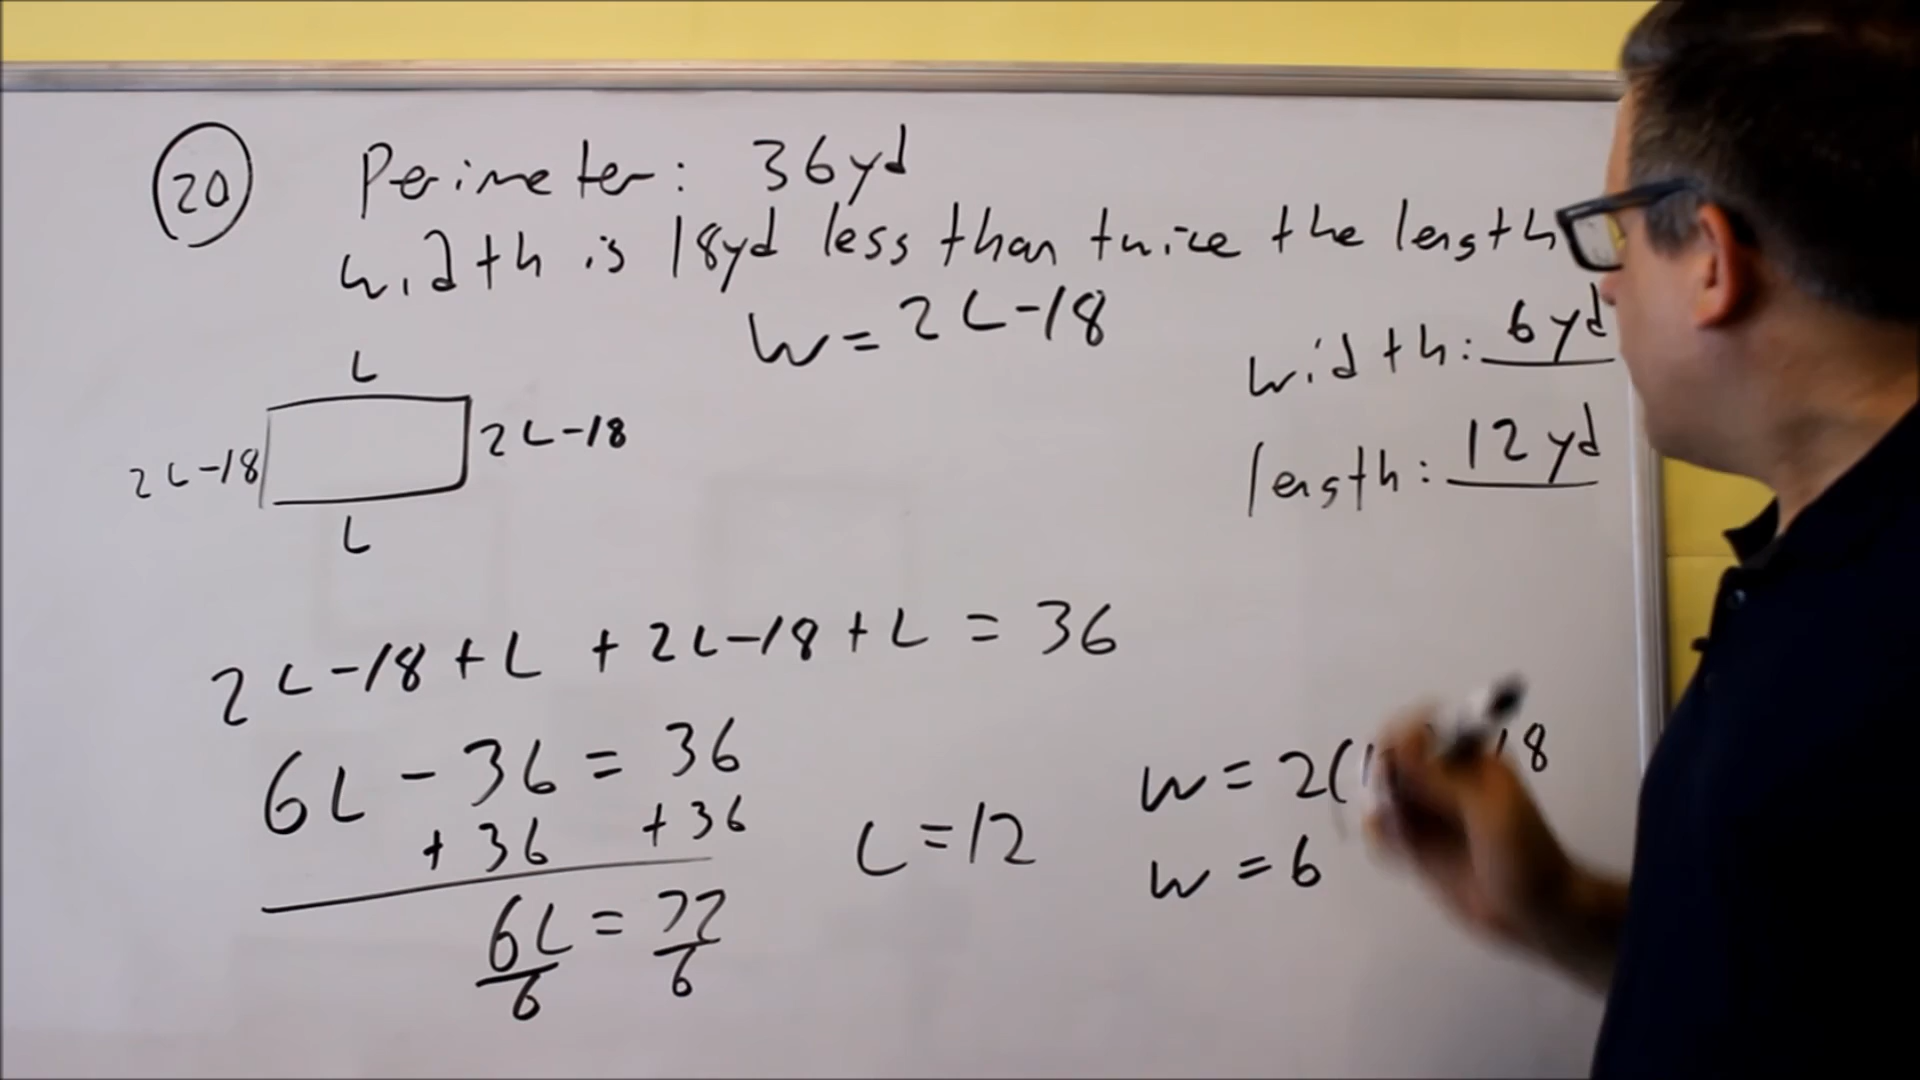 20
Perimeter: 36yd
width is 18yd less than twice the length
w = 2L-18
width: 6yd
length: 12yd
L
2L-18
2L-18
L
2L-18 + L + 2L-18 + L = 36
6L - 36 = 36
+ 36 +36
6L = 72
6 6
L = 12
w = 2( 18
w = 6